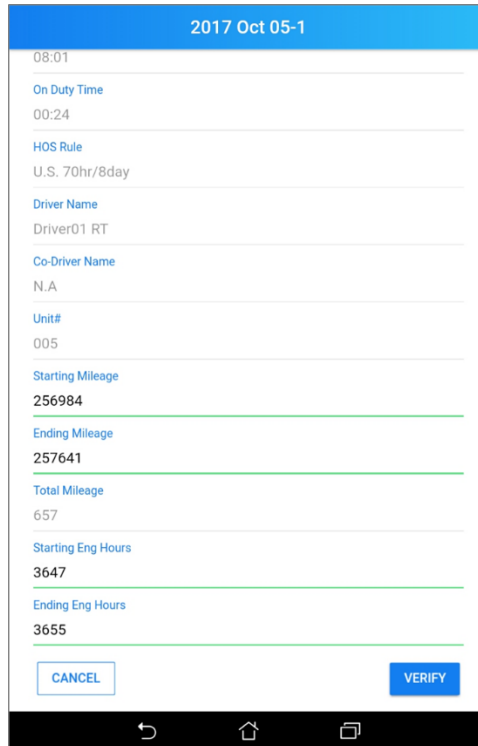 2017 Oct 05-1
08:01
On Duty Time
00:24
HOS Rule
U.S. 70hr/8day
Driver Name
Driver01 RT
Co-Driver Name
N.A
Unit#
005
Starting Mileage
256984
Ending Mileage
257641
Total Mileage
657
Starting Eng Hours
3647
Ending Eng Hours
3655
CANCEL VERIFY